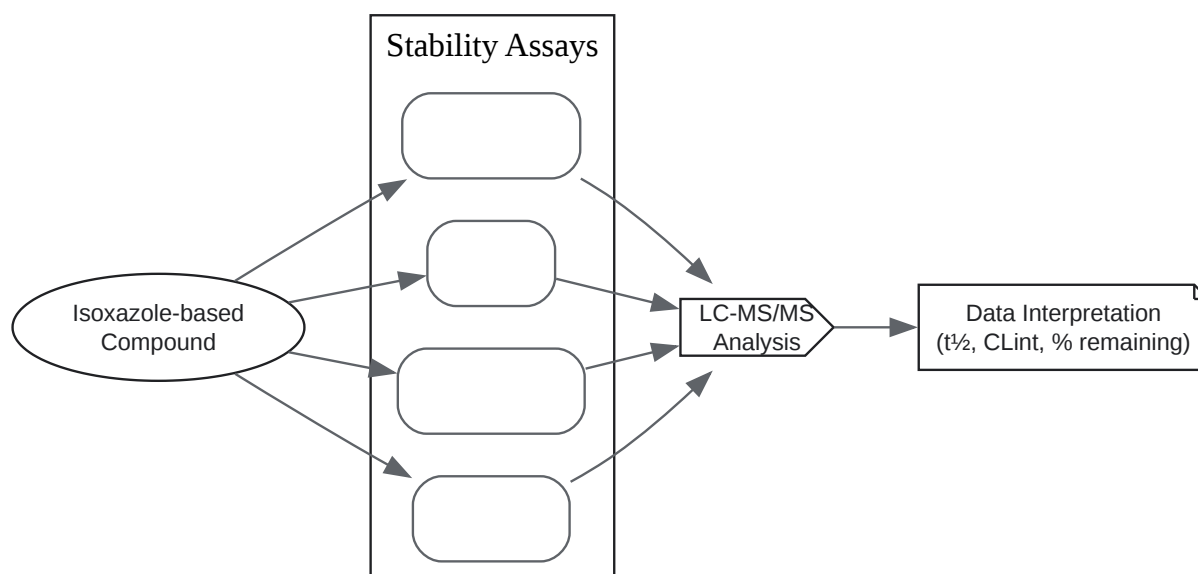 Stability Assays
Isoxazole-based
Compound
LC-MS/MS
Analysis
Data Interpretation
(t½, CLint, % remaining)